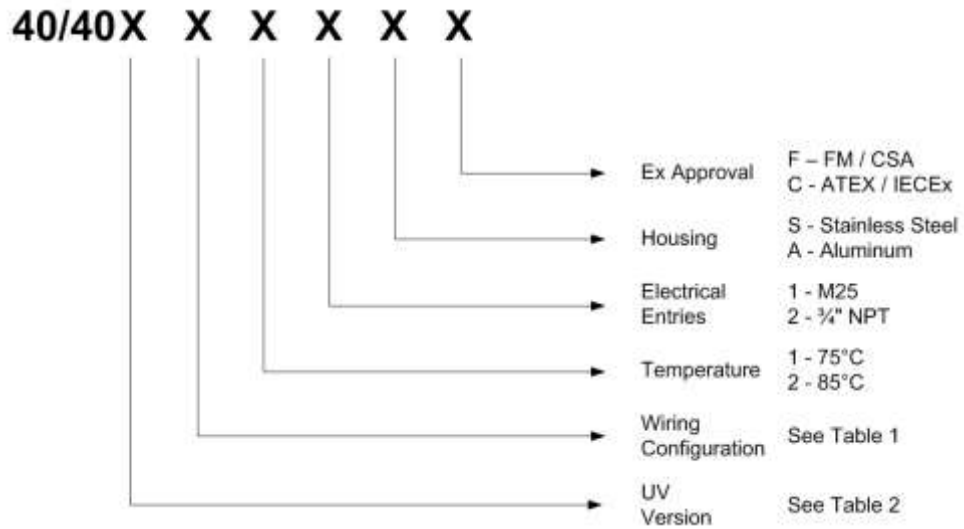 40/40X X X X X X
Ex Approval
F – FM / CSA
C - ATEX / IECEx
Housing
S - Stainless Steel
A - Aluminum
Electrical
Entries
1 - M25
2 - ¾" NPT
Temperature
1 - 75°C
2 - 85°C
Wiring
Configuration
See Table 1
UV
Version
See Table 2